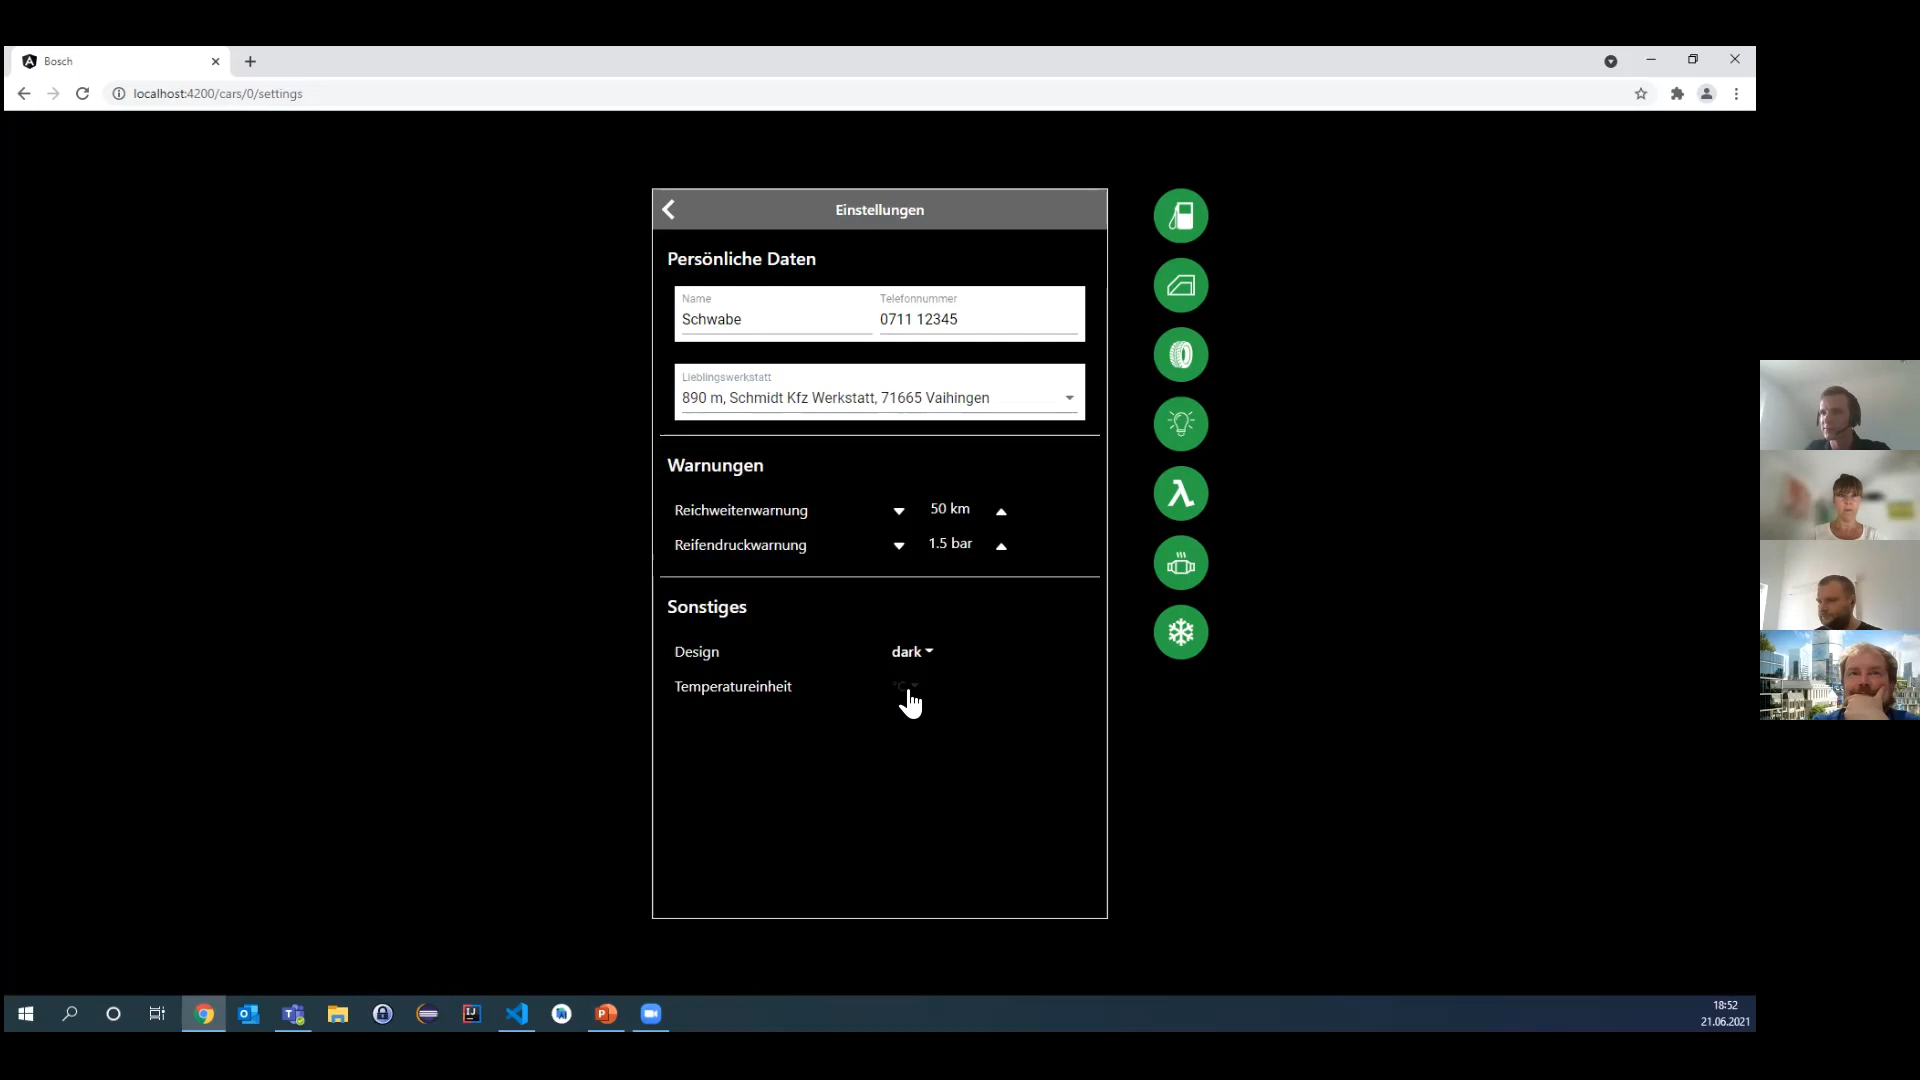 Bosch
localhost:4200/cars/0/settings
Einstellungen
Persönliche Daten
Name
Telefonnummer
Schwabe
0711 12345
Lieblingswerkstatt
890 m, Schmidt Kfz Werkstatt, 71665 Vaihingen
Warnungen
Reichweitenwarnung
50 km
Reifendruckwarnung
1.5 bar
Sonstiges
Design
dark
Temperatureinheit
°C
18:52
21.06.2021